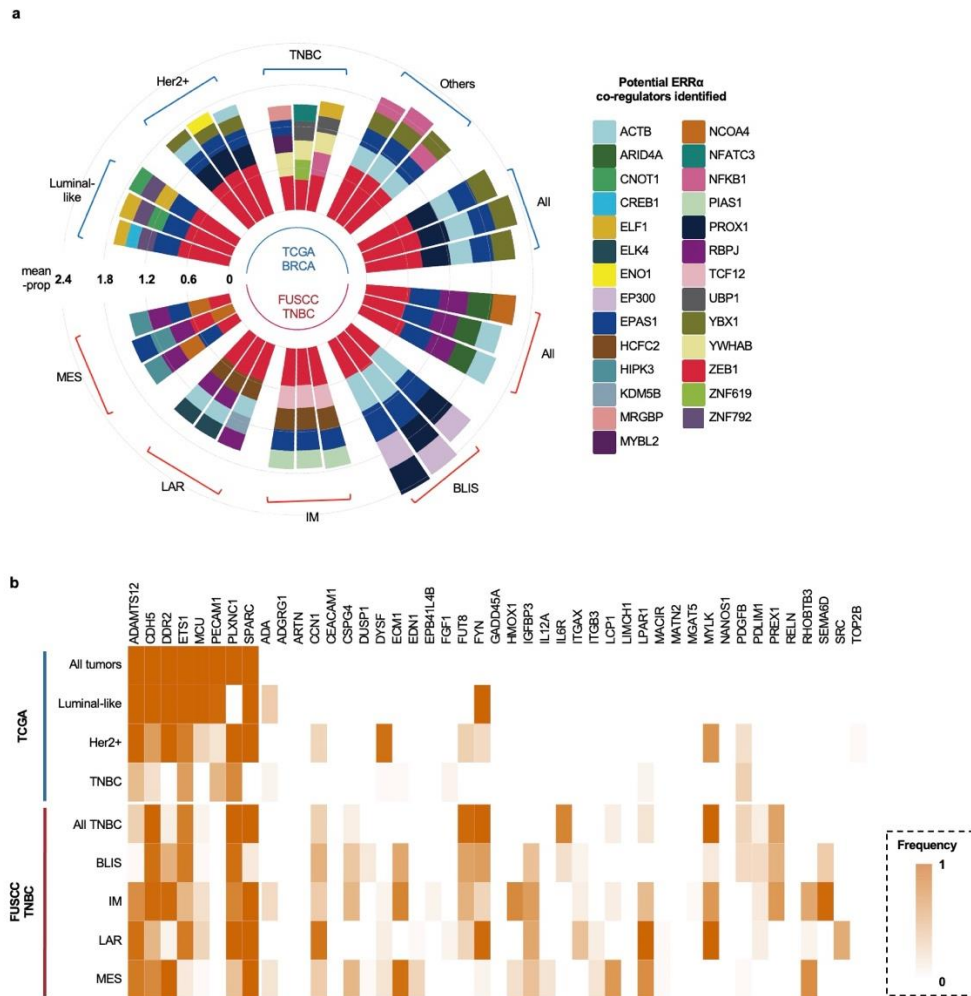 a
TNBC
Her2+
Others
Luminal-like
All
TCGA
BRCA
FUSCC
TNBC
mean
-prop
2.4 1.8 1.2 0.6 0
MES
All
LAR
BLIS
IM
Potential ERRα
co-regulators identified
ACTB
ARID4A
CNOT1
CREB1
ELF1
ELK4
ENO1
EP300
EPAS1
HCFC2
HIPK3
KDM5B
MRGBP
MYBL2
NCOA4
NFATC3
NFKB1
PIAS1
PROX1
RBPJ
TCF12
UBP1
YBX1
YWHAB
ZEB1
ZNF619
ZNF792
b
ADAMTS12
CDH5
DDR2
ETS1
MCU
PECAM1
PLXNC1
SPARC
ADA
ADGRG1
ARTN
CCN1
CEACAM1
CSPG4
DUSP1
DYSF
ECM1
EDN1
EPB41L4B
FGF1
FUT8
FYN
GADD45A
HMOX1
IGFBP3
IL12A
IL6R
ITGAX
ITGB3
LCP1
LIMCH1
LPAR1
MACIR
MATN2
MGAT5
MYLK
NANOS1
PDGFB
PDLIM1
PREX1
RELN
RHOBTB3
SEMA6D
SRC
TOP2B
TCGA
All tumors
Luminal-like
Her2+
TNBC
FUSCC
TNBC
All TNBC
BLIS
IM
LAR
MES
Frequency
1
0